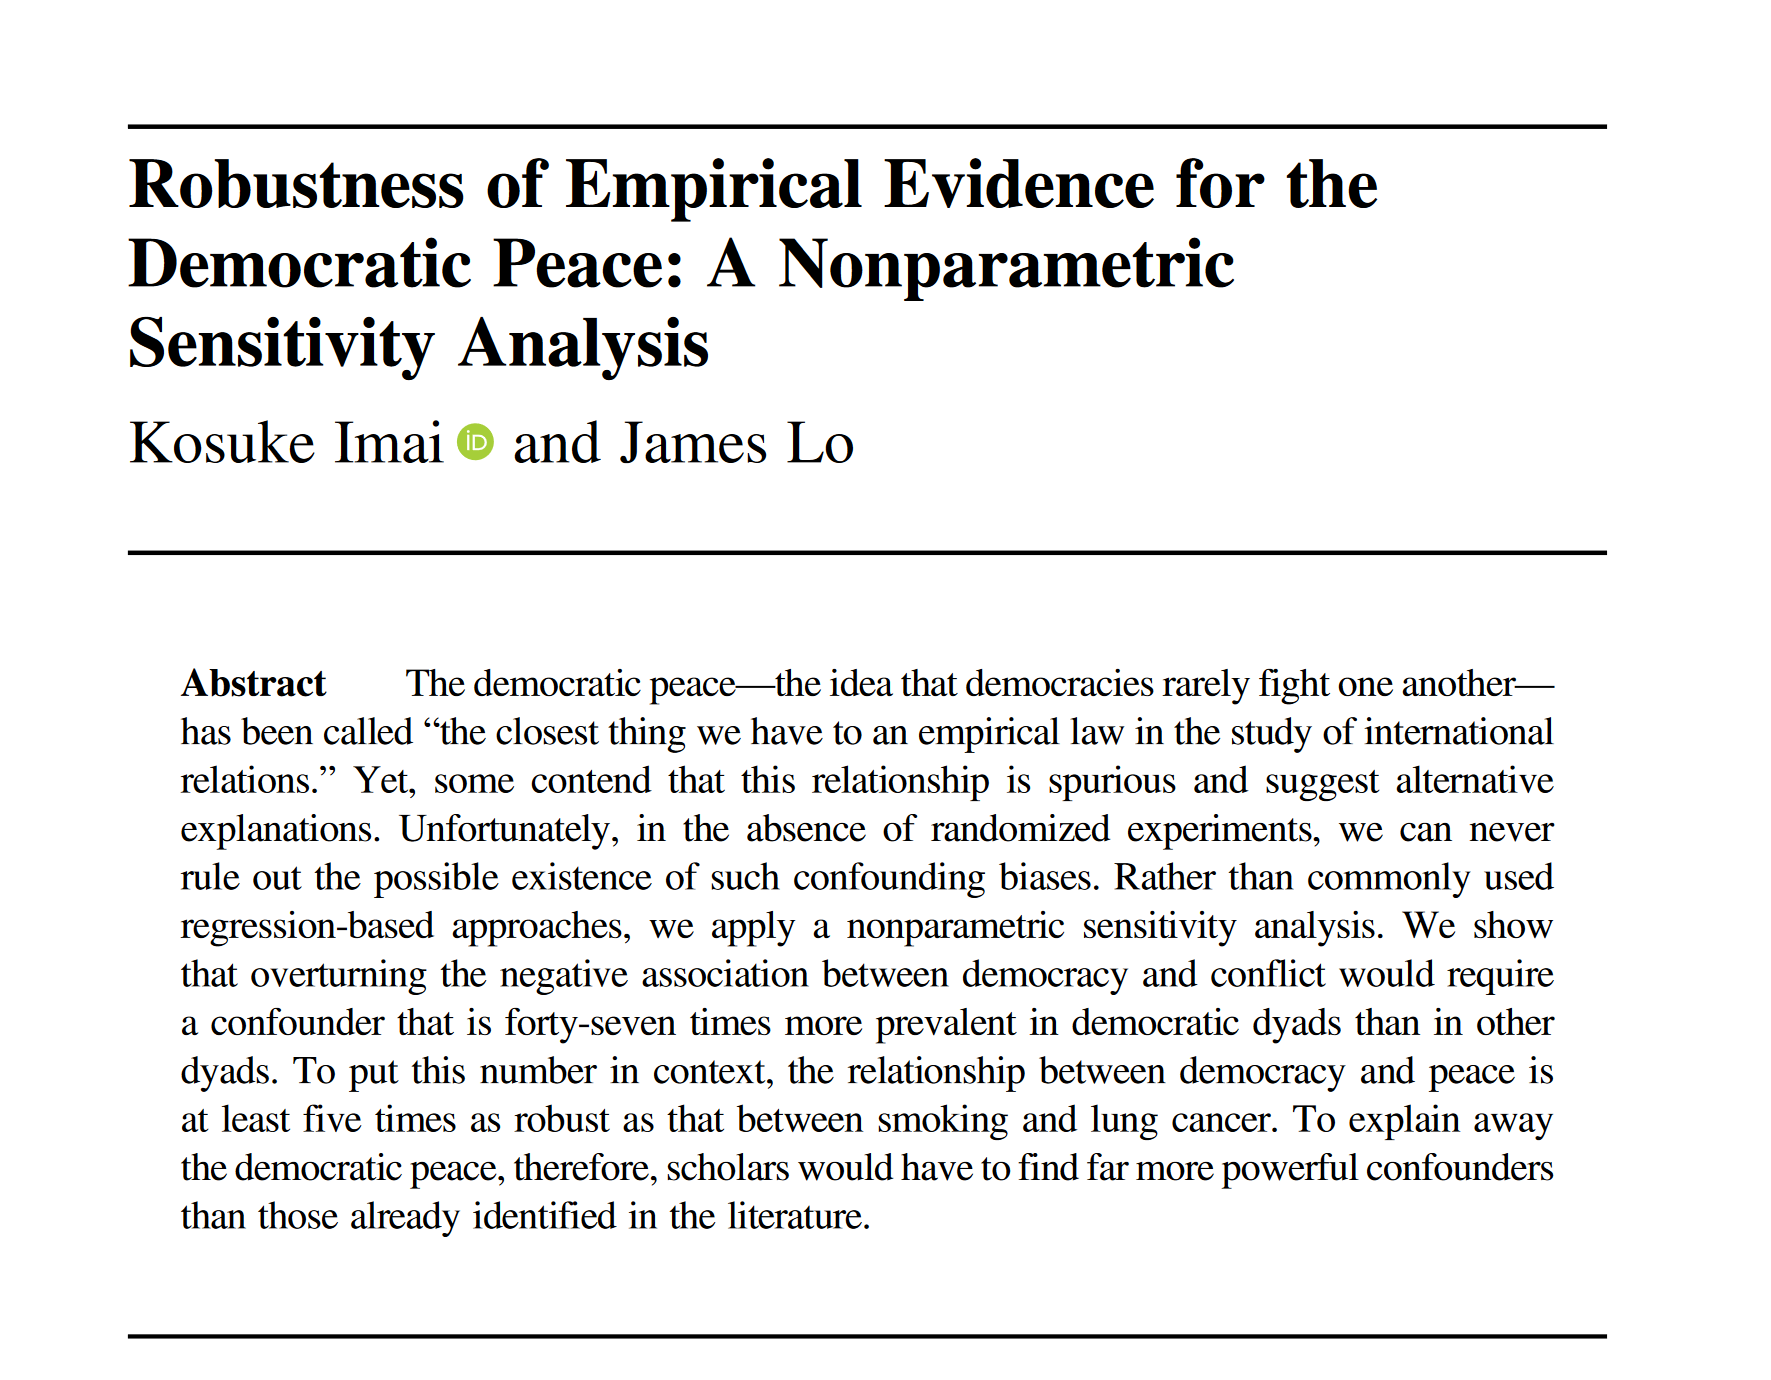 Robustness of Empirical Evidence for the
Democratic Peace: A Nonparametric
Sensitivity Analysis
Kosuke Imai iD and James Lo
Abstract The democratic peace—the idea that democracies rarely fight one another—
has been called “the closest thing we have to an empirical law in the study of international
relations.” Yet, some contend that this relationship is spurious and suggest alternative
explanations. Unfortunately, in the absence of randomized experiments, we can never
rule out the possible existence of such confounding biases. Rather than commonly used
regression-based approaches, we apply a nonparametric sensitivity analysis. We show
that overturning the negative association between democracy and conflict would require
a confounder that is forty-seven times more prevalent in democratic dyads than in other
dyads. To put this number in context, the relationship between democracy and peace is
at least five times as robust as that between smoking and lung cancer. To explain away
the democratic peace, therefore, scholars would have to find far more powerful confounders
than those already identified in the literature.